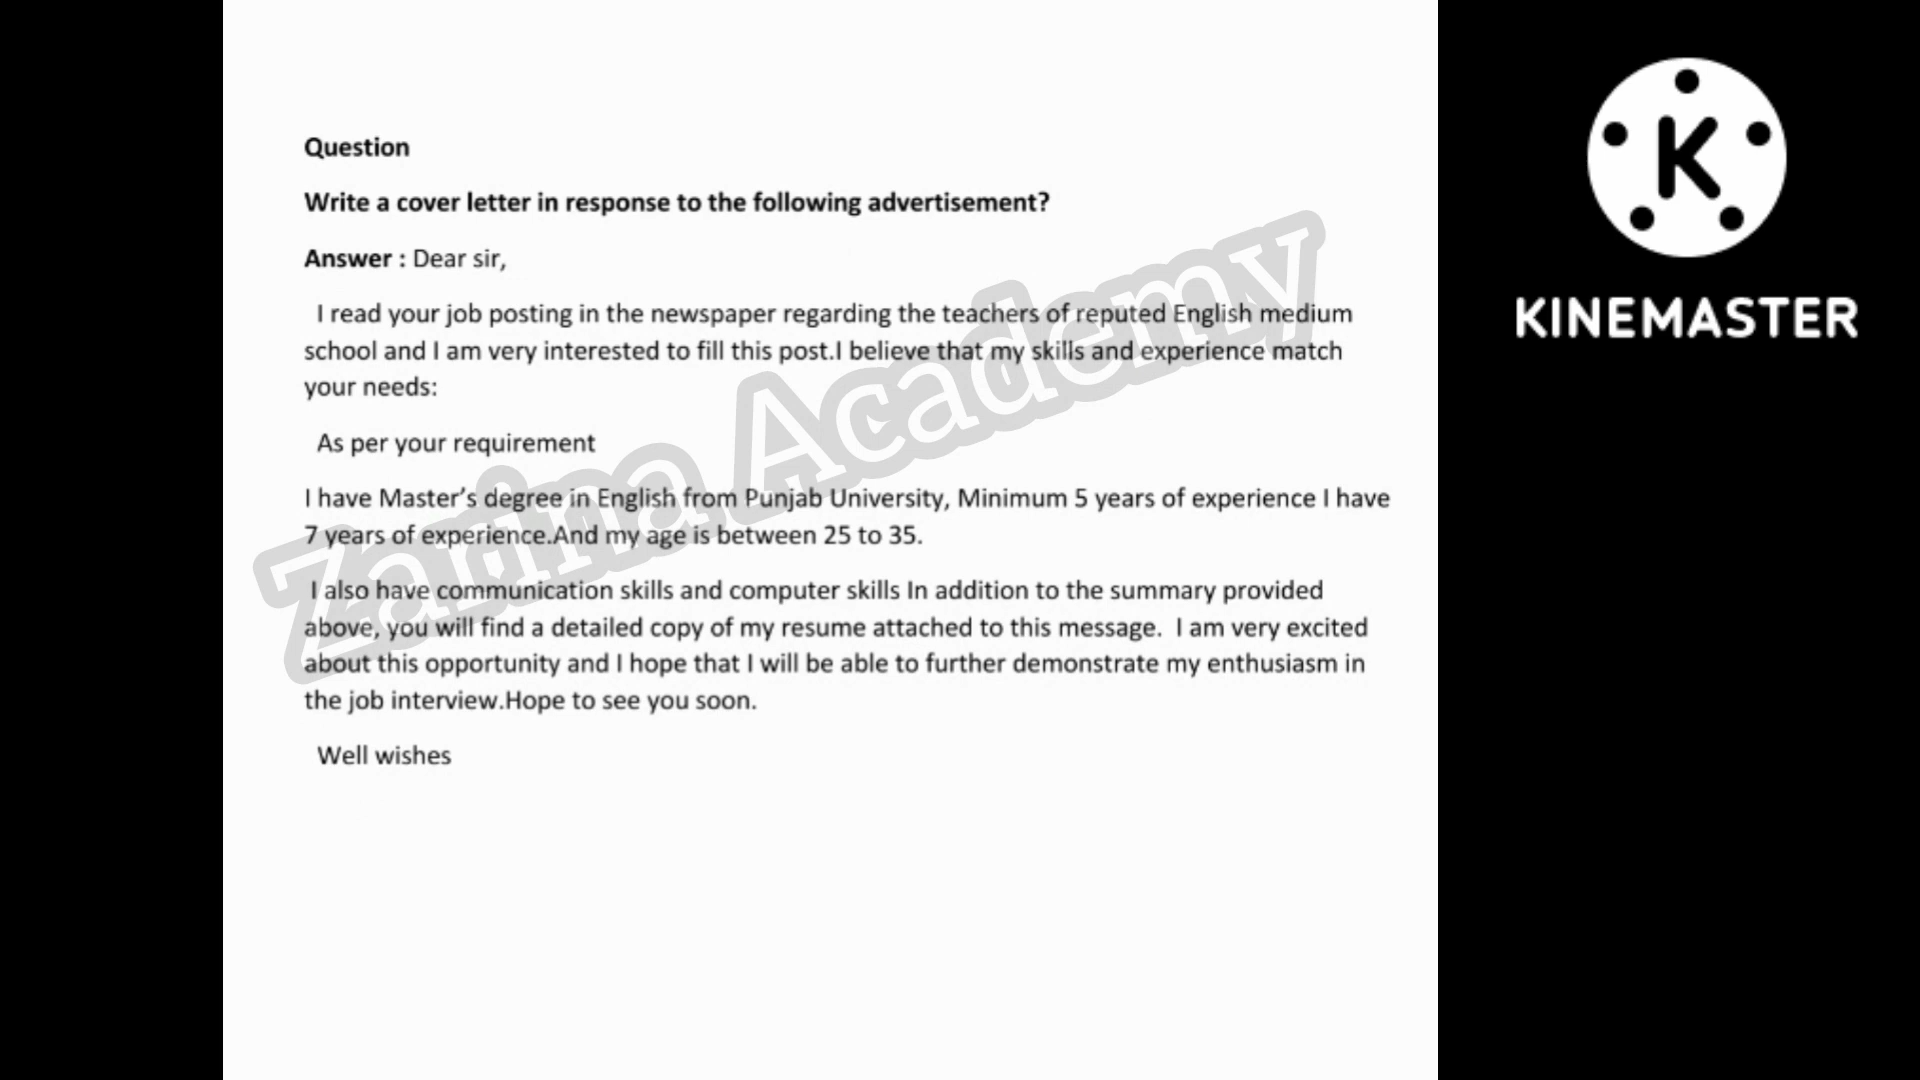 Question
Write a cover letter in response to the following advertisement?
Answer : Dear sir,
I read your job posting in the newspaper regarding the teachers of reputed English medium
school and I am very interested to fill this post.I believe that my skills and experience match
your needs:
As per your requirement
I have Master’s degree in English from Punjab University, Minimum 5 years of experience I have
7 years of experience.And my age is between 25 to 35.
I also have communication skills and computer skills In addition to the summary provided
above, you will find a detailed copy of my resume attached to this message.  I am very excited
about this opportunity and I hope that I will be able to further demonstrate my enthusiasm in
the job interview.Hope to see you soon.
Well wishes
Zarina Academy
K
KINEMASTER